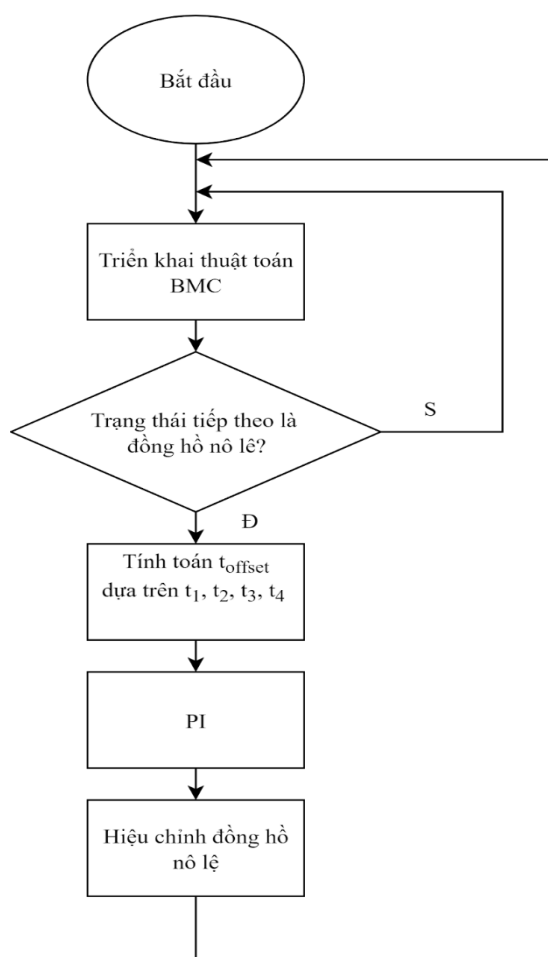 Bắt đầu
Triển khai thuật toán
BMC
Trạng thái tiếp theo là
đồng hồ nô lê?
S
Đ
Tính toán t_offset
dựa trên t₁, t₂, t₃, t₄
PI
Hiệu chỉnh đồng hồ
nô lệ